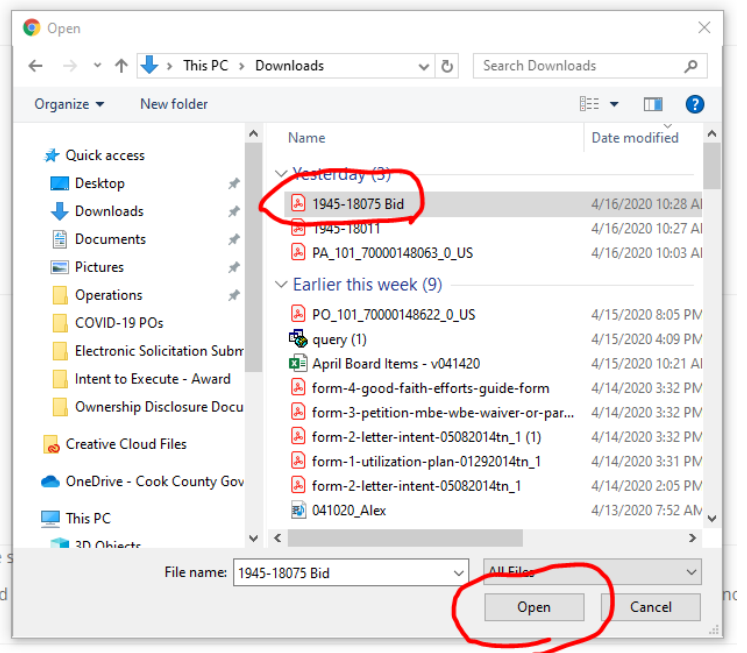 Open
This PC > Downloads
Search Downloads
Organize
New folder
?
Name
Date modified
Quick access
Desktop
Downloads
Documents
Pictures
Operations
COVID-19 POs
Electronic Solicitation Subm
Intent to Execute - Award
Ownership Disclosure Docu
Creative Cloud Files
OneDrive - Cook County Gov
This PC
3D Objects
Yesterday (3)
1945-18075 Bid 4/16/2020 10:28 AM
1945-18011 4/16/2020 10:27 AM
PA_101_70000148063_0_US 4/16/2020 10:03 AM
Earlier this week (9)
PO_101_70000148622_0_US 4/15/2020 8:05 PM
query (1) 4/15/2020 4:09 PM
April Board Items - v041420 4/15/2020 10:21 AM
form-4-good-faith-efforts-guide-form 4/14/2020 3:32 PM
form-3-petition-mbe-wbe-waiver-or-par... 4/14/2020 3:32 PM
form-2-letter-intent-05082014tn_1 (1) 4/14/2020 3:32 PM
form-1-utilization-plan-01292014tn_1 4/14/2020 3:31 PM
form-2-letter-intent-05082014tn_1 4/14/2020 2:05 PM
041020_Alex 4/13/2020 7:52 AM
File name: 1945-18075 Bid
All Files
Open
Cancel